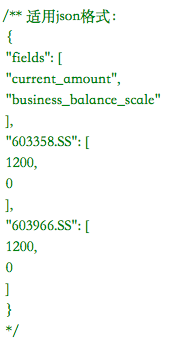 /** 适用json格式：
{
"fields": [
"current_amount",
"business_balance_scale"
],
"603358.SS": [
1200,
0
],
"603966.SS": [
1200,
0
]
}
*/